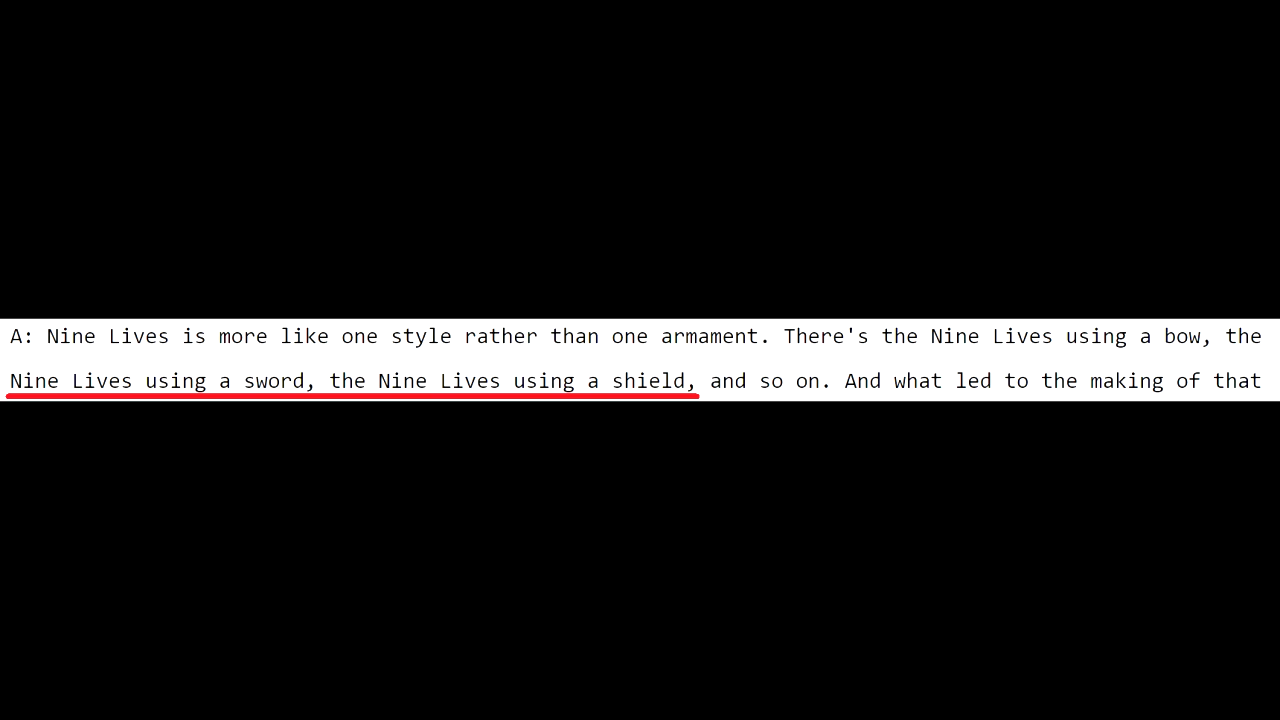 A: Nine Lives is more like one style rather than one armament. There's the Nine Lives using a bow, the
Nine Lives using a sword, the Nine Lives using a shield, and so on. And what led to the making of that